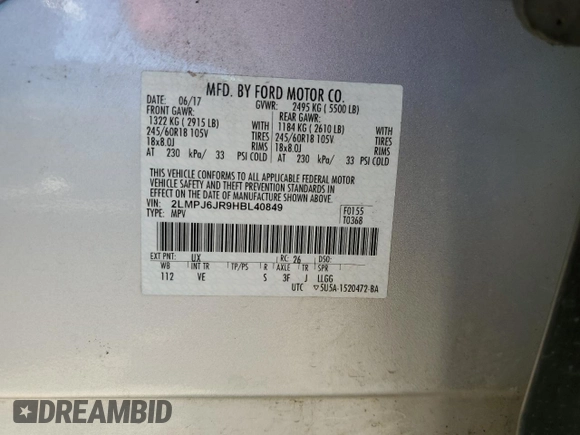 MFD. BY FORD MOTOR CO.
DATE: 06/17 GVWR: 2495 KG ( 5500 LB)
FRONT GAWR: REAR GAWR:
1322 KG ( 2915 LB) WITH 1184 KG ( 2610 LB) WITH
245/60R18 105V TIRES 245/60R18 105V TIRES
18x8.0J RIMS 18x8.0J RIMS
AT 230 kPa/ 33 PSI COLD AT 230 kPa/ 33 PSI COLD
THIS VEHICLE CONFORMS TO ALL APPLICABLE FEDERAL MOTOR
VEHICLE SAFETY AND THEFT PREVENTION STANDARDS IN
EFFECT ON THE DATE OF MANUFACTURE SHOWN ABOVE.
VIN: 2LMPJ6JR9HBL40849 F0155
TYPE: MPV T0368
EXT PNT: UX RC: 26 DSO:
WB INT TR TP/PS R AXLE TR SPR
112 VE S 3F J LLGG
UTC ▽5U5A-1520472-BA
DREAMBID